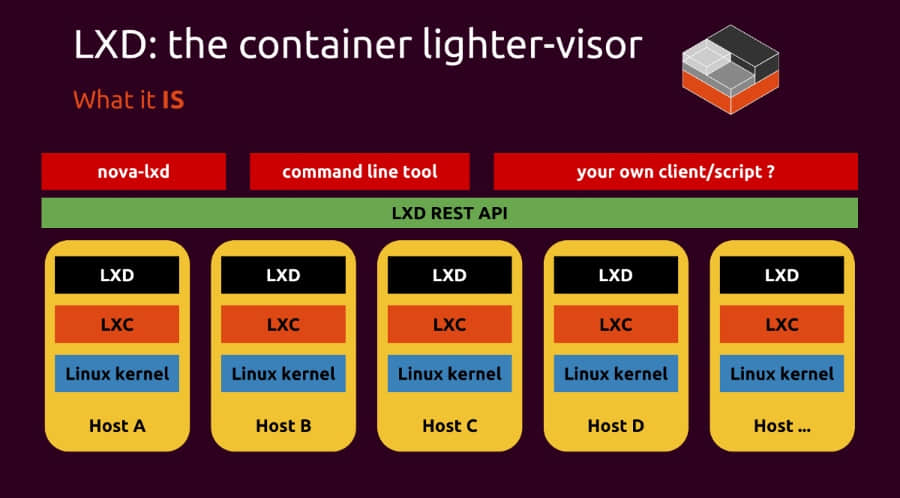 LXD: the container lighter-visor
What it IS
nova-lxd
command line tool
your own client/script ?
LXD REST API
LXD
LXC
Linux kernel
Host A
LXD
LXC
Linux kernel
Host B
LXD
LXC
Linux kernel
Host C
LXD
LXC
Linux kernel
Host D
LXD
LXC
Linux kernel
Host ...